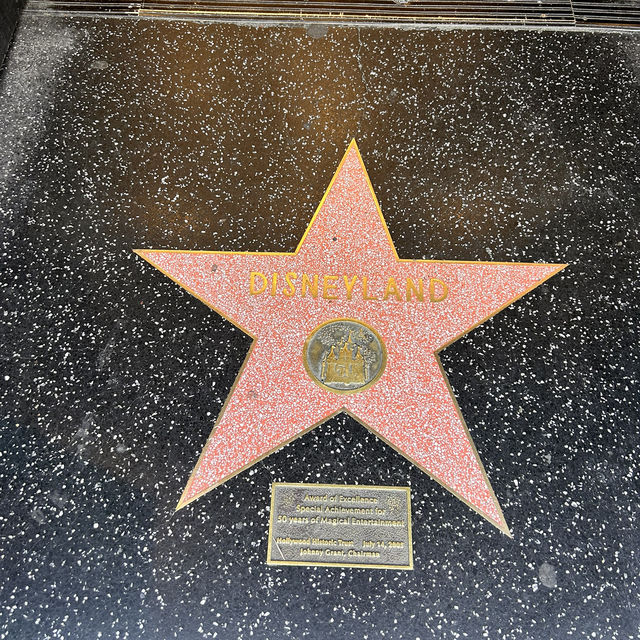 DISNEYLAND
Award of Excellence
Special Achievement for
50 years of Magical Entertainment
Hollywood Historic Trust July 14, 2005
Johnny Grant, Chairman